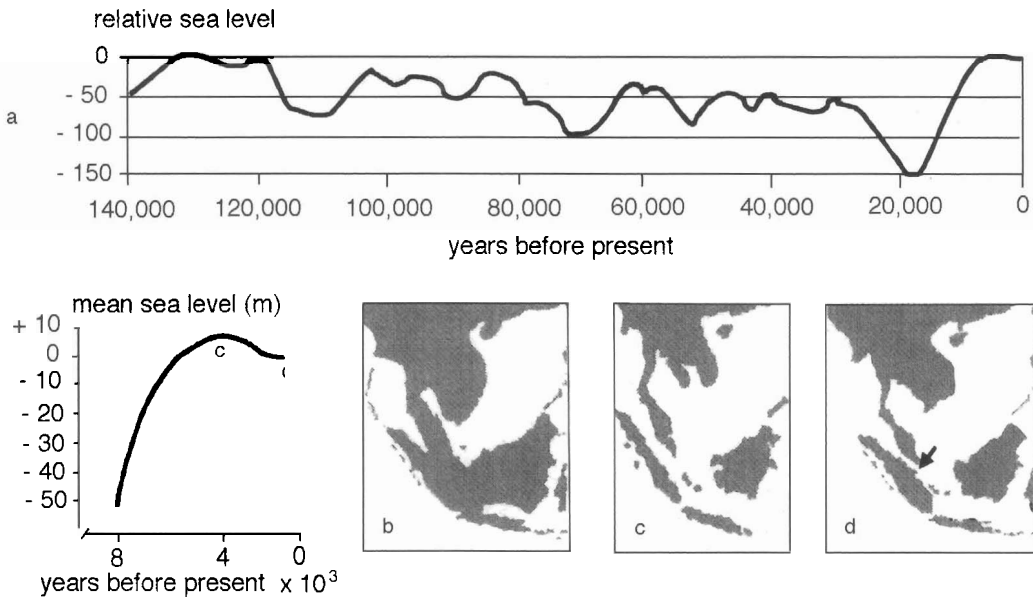 relative sea level
0
- 50
a
- 100
- 150
140,000 120,000 100,000 80,000 60,000 40,000 20,000 0
years before present
mean sea level (m)
+ 10
0
c
- 10
- 20
- 30
- 40
- 50
8 4 0
years before present x 10³
b
c
d